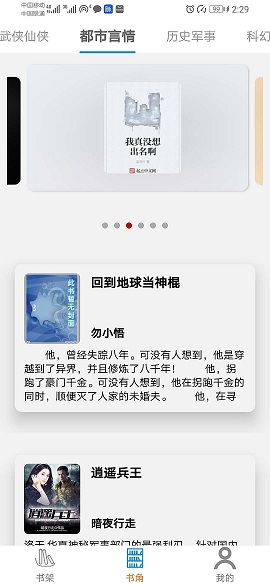 中国移动
中国联通
2:29
武侠仙侠 都市言情 历史军事 科幻
我真没想
出名啊
起点中文网
此书暂无封面
回到地球当神棍
勿小悟
他，曾经失踪八年。可没有人想到，他是穿
越到了异界，并且修炼了八千年！ 他，拐
跑了豪门千金。可没有人想到，他在拐跑千金的
同时，顺便灭了人家的未婚夫。 他，在寻
逍遥兵王
逍遥兵王
暗夜行走
书架 书角 我的